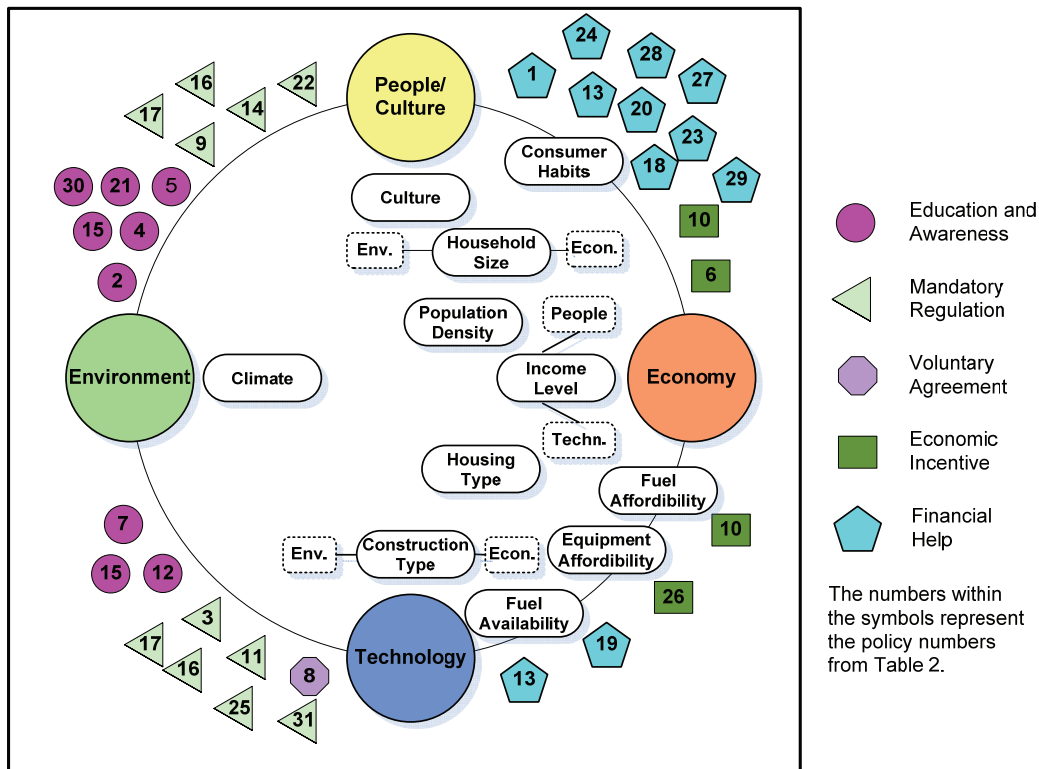 24
28
1
13
20
27
23
18
29
16
22
17
14
9
People/
Culture
Consumer
Habits
30
21
5
15
4
2
Culture
Env.
Household
Size
Econ.
10
6
Population
Density
People
Environment
Climate
Income
Level
Economy
Techn.
Housing
Type
Fuel
Affordibility
10
7
15
12
Env.
Construction
Type
Econ.
Equipment
Affordibility
26
3
17
16
11
25
8
31
Technology
Fuel
Availability
19
13
Education and
Awareness
Mandatory
Regulation
Voluntary
Agreement
Economic
Incentive
Financial
Help
The numbers within
the symbols represent
the policy numbers
from Table 2.